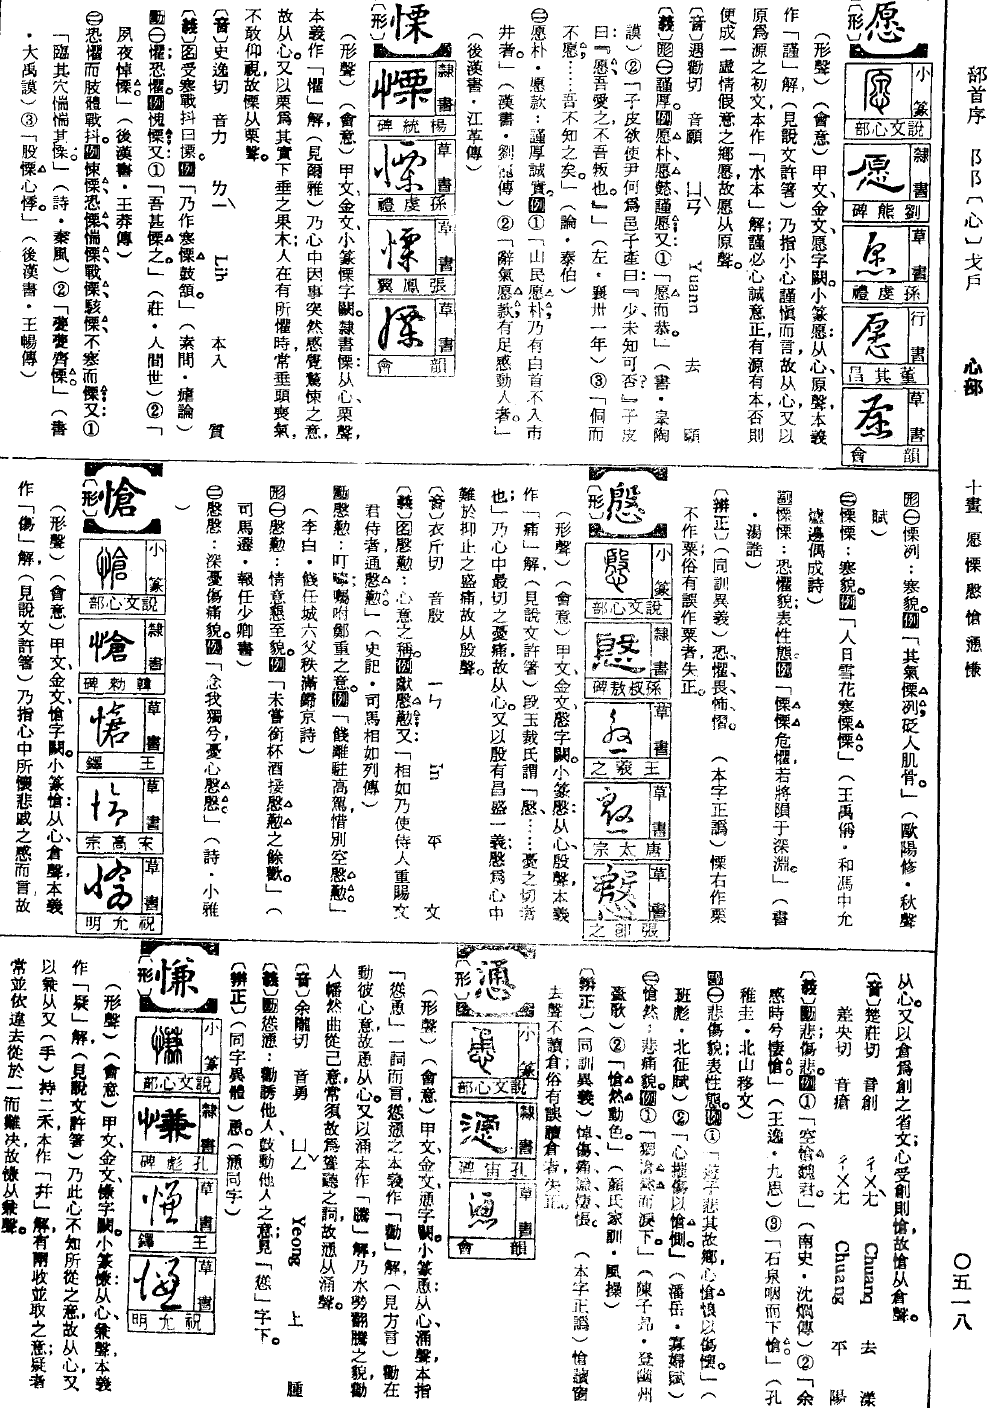 部首序
阝阝〔心〕戈戶
心部
十畫 愿慄慇愴慂慊
〇五一八
愿
〔形〕
小篆 說文心部
隸書 劉熊碑
草書 孫虔禮
行書 董其昌
草書 韻會
(形聲)(會意)甲文、金文愿字闕。小篆愿:从心、原聲,本義
作「謹」解,(見說文許箸)乃指小心謹慎而言,故从心。又以
原爲源之初文,本作「水本」解,謹必心誠意正,有源有本,否則
便成一虛情假意之鄉愿,故愿从原聲。
〔音〕遇勸切 音願 ㄩㄢˋ Yuann 去 願
〔義〕㊀謹厚。例愿朴、愿愨、謹愿。又:①「愿而恭。」(書・皋陶
謨)②「子皮欲使尹何爲邑,子產曰:『少,未知可否?』子皮
曰:『愿,吾愛之,不吾叛也。』」(左・襄卅一年)③「侗而
不愿……吾不知之矣」(論・泰伯)
㊁愿朴・愿款:謹厚誠實。例①「山民愿朴,乃有白首不入市
井者。」(漢書・劉寵傳)②「辭氣愿款,有足感動人者。」
(後漢書・江革傳)
慄
〔形〕
隸書 楊統碑
草書 孫虔禮
草書 張鳳翼
草書 韻會
(形聲)(會意)甲文、金文、小篆慄字闕。隸書慄:从心、栗聲,
本義作「懼」解,(見爾雅)乃心中因事突然感覺驚悚之意,
故从心。又以栗爲其實下垂之果木,人在有所懼時常垂頭喪氣,
不敢仰視,故慄从栗聲。
〔音〕史逸切 音力 ㄌㄧˋ Lih 本入 質
〔義〕受寒戰抖曰慄。例「乃作寒慄鼓頷。」(素問・瘧論)
動㊀懼;恐懼。例愧慄。又:①「吾甚慄之。」(莊・人間世)②「
夙夜悼慄」(後漢書・王莽傳)
㊁恐懼而肢體戰抖。例悚慄、恐慄、惴慄、戰慄、駭慄、不寒而慄。又:①
「臨其穴,惴惴其慄。」(詩・秦風)②「夔夔齊慄。」(書
・大禹謨)③「股慄心悸。」(後漢書・王暢傳)
形㊀慄冽:寒貌。例「其氣慄冽,砭人肌骨。」(歐陽修・秋聲
賦)
㊁慄慄:寒貌。例「人日雪花寒慄慄。」(王禹偁・和馮中允
爐邊偶成詩)
副慄慄:恐懼貌;表性態。例「慄慄危懼,若將隕于深淵。」(書
・湯誥)
〔辨正〕(同訓異義)恐、懼、畏、怖、慴。 (本字正譌)慄右作栗
不作粟,俗有誤作粟者失正。
慇
〔形〕
小篆 說文心部
隸書 孫叔敖碑
草書 王羲之
草書 唐太宗
草書 張即之
(形聲)(會意)甲文、金文慇字闕。小篆慇:从心、殷聲,本義
作「痛」解,(見說文許箸)段玉裁氏謂「慇……憂之切者
也」,乃心中最切之憂痛,故从心。又以殷有昌盛一義,慇爲心中
難於抑止之盛痛,故从殷聲。
〔音〕衣斤切 音殷 ㄧㄣ In 平 文
〔義〕慇懃:心意之稱。例獻慇懃。又:「相如乃使侍人重賜文
君侍者通慇懃。」(史記・司馬相如列傳)
動慇懃:叮嚀囑咐鄭重之意。例「餞離駐高駕,惜別空慇懃」
(李白・餞任城六父秩滿歸京詩)
形㊀慇懃:情意懇至貌。例「未嘗銜杯酒接慇懃之餘歡。」(
司馬遷・報任少卿書)
㊁慇慇:深憂傷痛貌。例「念我獨兮,憂心慇慇。」(詩・小雅
)
愴
〔形〕
小篆 說文心部
隸書 韓勑碑
草書 王鐸
草書 宋高宗
草書 祝允明
(形聲)(會意)甲文、金文愴字闕。小篆愴:从心、倉聲,本義
作「傷」解,(見說文許箸)乃指心中所懷悲戚之感而言,故
从心。又以倉爲創之省文,心受創則愴,故愴从倉聲。
〔音〕楚莊切 音創 ㄔㄨㄤˋ Chuang 去 漾
差央切 音瘡 ㄔㄨㄤ Chuang 平 陽
〔義〕動悲傷;悲。例①「空愴魏君。」(南史・沈烱傳)②「余
感時兮悽愴」(王逸・九思)③「石泉咽而下愴」(孔
稚圭・北山移文)
㊀悲傷貌;表性態。例①「遊子悲其故鄉,心愴悢以傷懷。」(
班彪・北征賦)②「心摧傷以愴惻」(潘岳・寡婦賦)
㊁愴然:悲痛貌。例①「獨愴然而淚下」(陳子昂・登幽州
臺歌)②「愴然動色。」(顏氏家訓・風操)
〔辨正〕(同訓異義)悼、傷、痛、悽、悵。 (本字正譌)愴讀窗
去聲不讀倉,俗有誤讀倉者失正。
慂
〔形〕
小篆 說文心部
隸書 孔宙碑
草書 韻會
(形聲)(會意)甲文、金文慂字闕。小篆慂:从心、涌聲,本指
「慫慂」一詞而言,慫慂之本義作「勸」解,(見方言)勸在
動彼心意,故慂从心。又以涌本作「騰」解,乃水勢翻騰之貌,勸
人幡然曲從己意,常須故爲聳聽之詞,故慂从涌聲。
〔音〕余隴切 音勇 ㄩㄥˇ Yeong 上 腫
〔義〕動慫慂:勸誘他人,鼓動他人之意;見「慫」字下。
〔辨正〕(同字異體)恿。(慂同字)
慊
〔形〕
小篆 說文心部
隸書 孔彪碑
草書 王鐸
草書 祝允明
(形聲)(會意)甲文、金文慊字闕。小篆慊:从心、兼聲,本義
作「疑」解,(見說文許箸)乃此心不知所從之意,故从心。又
以兼从又(手)持二禾,本作「幷」解,有兩收並取之意,疑者
常並依違去從於一而難決,故慊从兼聲。